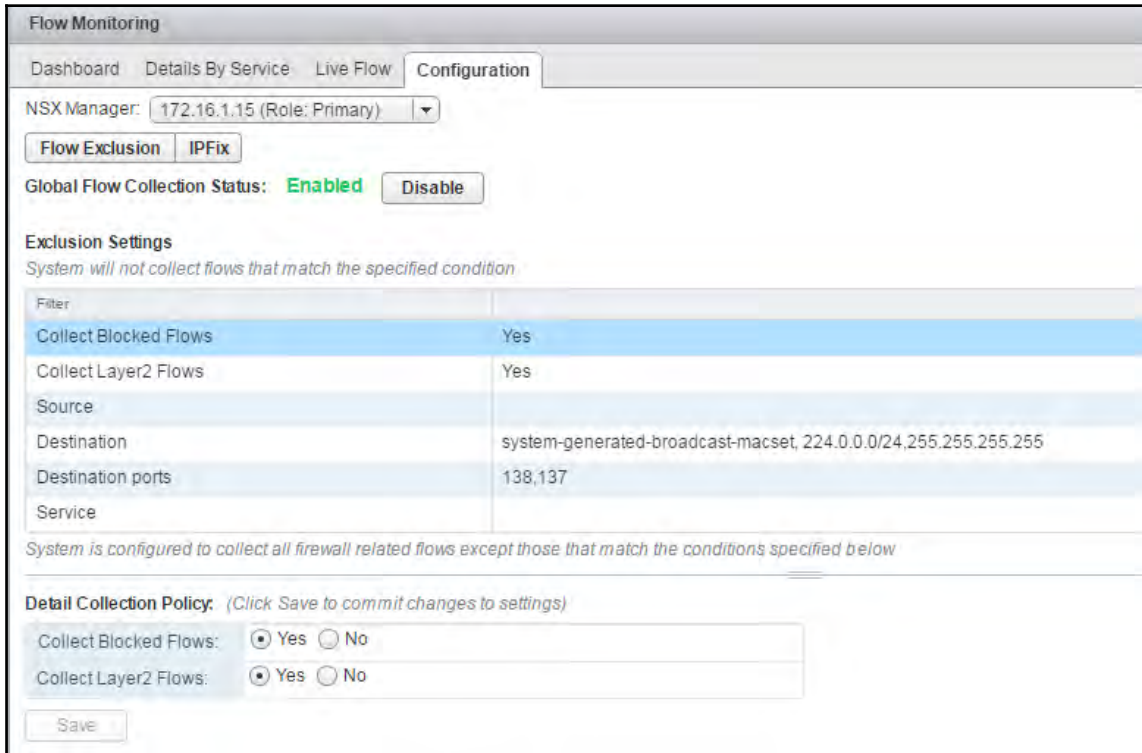 Flow Monitoring
Dashboard Details By Service Live Flow Configuration
NSX Manager: 172.16.1.15 (Role: Primary)
Flow Exclusion IPFix
Global Flow Collection Status: Enabled Disable
Exclusion Settings
System will not collect flows that match the specified condition
Filter
Collect Blocked Flows Yes
Collect Layer2 Flows Yes
Source
Destination system-generated-broadcast-macset, 224.0.0.0/24,255.255.255.255
Destination ports 138,137
Service
System is configured to collect all firewall related flows except those that match the conditions specified below
Detail Collection Policy: (Click Save to commit changes to settings)
Collect Blocked Flows: Yes No
Collect Layer2 Flows: Yes No
Save